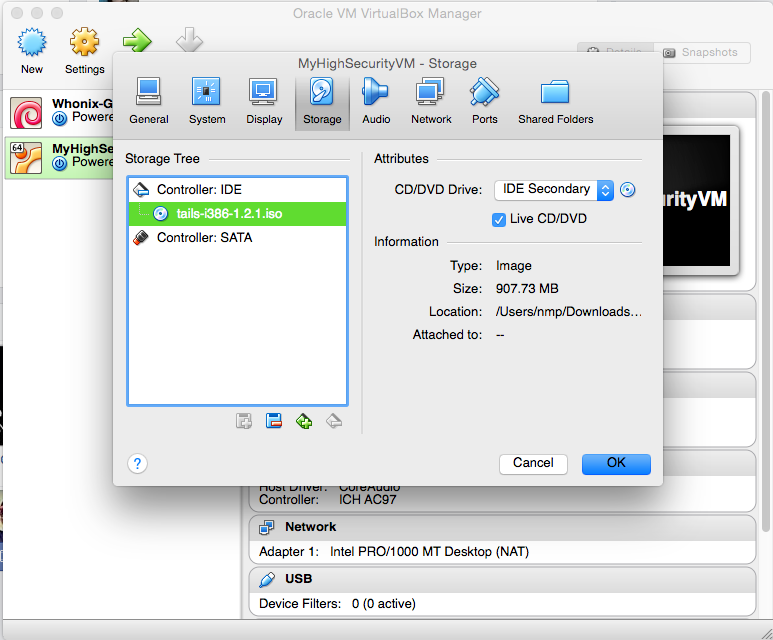 Oracle VM VirtualBox Manager
New
Settings
Details
Snapshots
MyHighSecurityVM - Storage
General
System
Display
Storage
Audio
Network
Ports
Shared Folders
Whonix-G
Powere
64
MyHighSe
Powere
Storage Tree
Controller: IDE
tails-i386-1.2.1.iso
Controller: SATA
Attributes
CD/DVD Drive: IDE Secondary
Live CD/DVD
Information
Type: Image
Size: 907.73 MB
Location: /Users/nmp/Downloads...
Attached to: --
urityVM
?
Cancel
OK
Host Driver: CoreAudio
Controller: ICH AC97
Network
Adapter 1: Intel PRO/1000 MT Desktop (NAT)
USB
Device Filters: 0 (0 active)